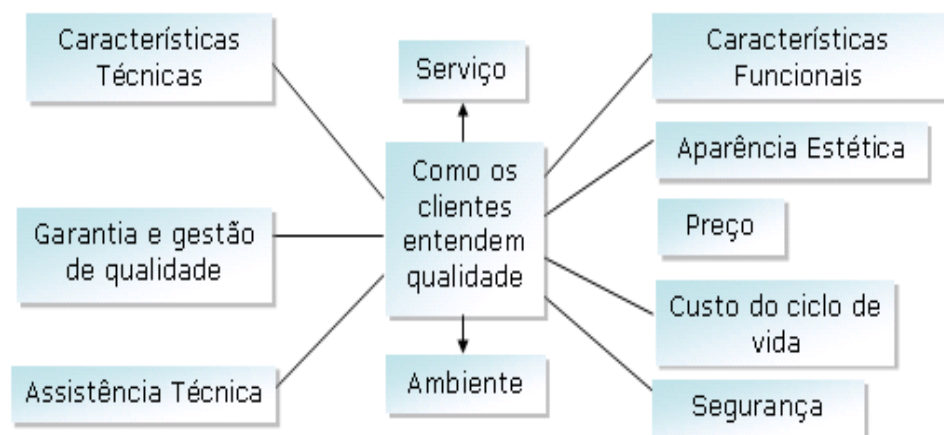 Características
Técnicas
Serviço
Características
Funcionais
Aparência Estética
Como os
clientes
entendem
qualidade
Garantia e gestão
de qualidade
Preço
Custo do ciclo de
vida
Assistência Técnica
Ambiente
Segurança